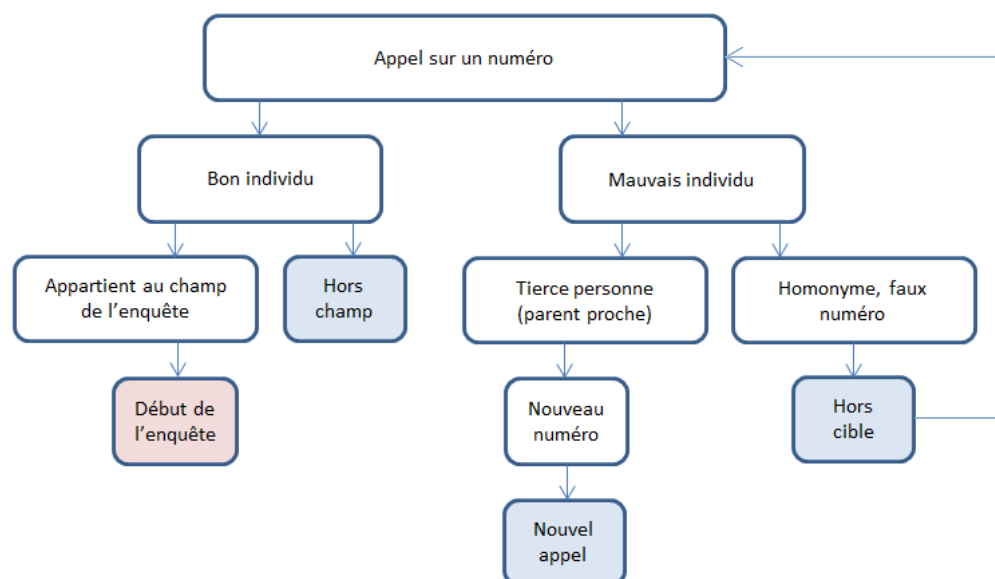 Appel sur un numéro
Bon individu
Mauvais individu
Appartient au champ
de l’enquête
Hors
champ
Tierce personne
(parent proche)
Homonyme, faux
numéro
Début de
l’enquête
Nouveau
numéro
Hors
cible
Nouvel
appel